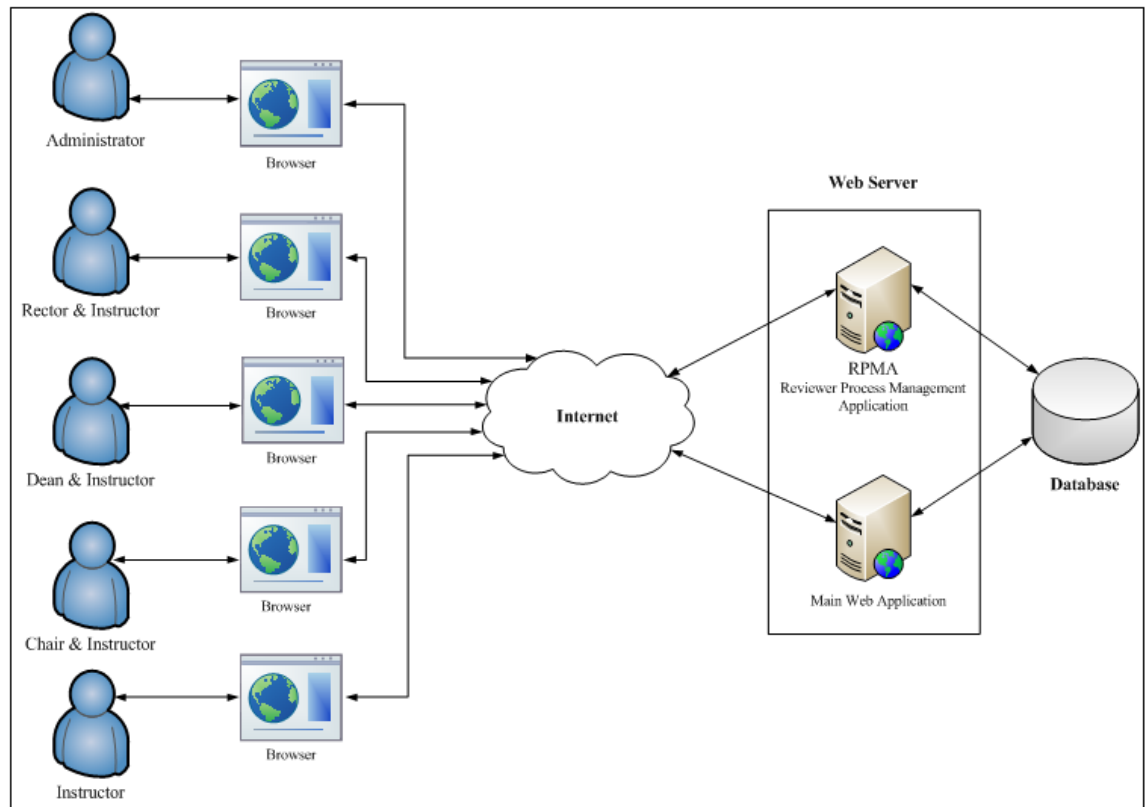 Administrator
Browser
Rector & Instructor
Browser
Dean & Instructor
Browser
Chair & Instructor
Browser
Instructor
Browser
Internet
Web Server
RPMA
Reviewer Process Management
Application
Main Web Application
Database